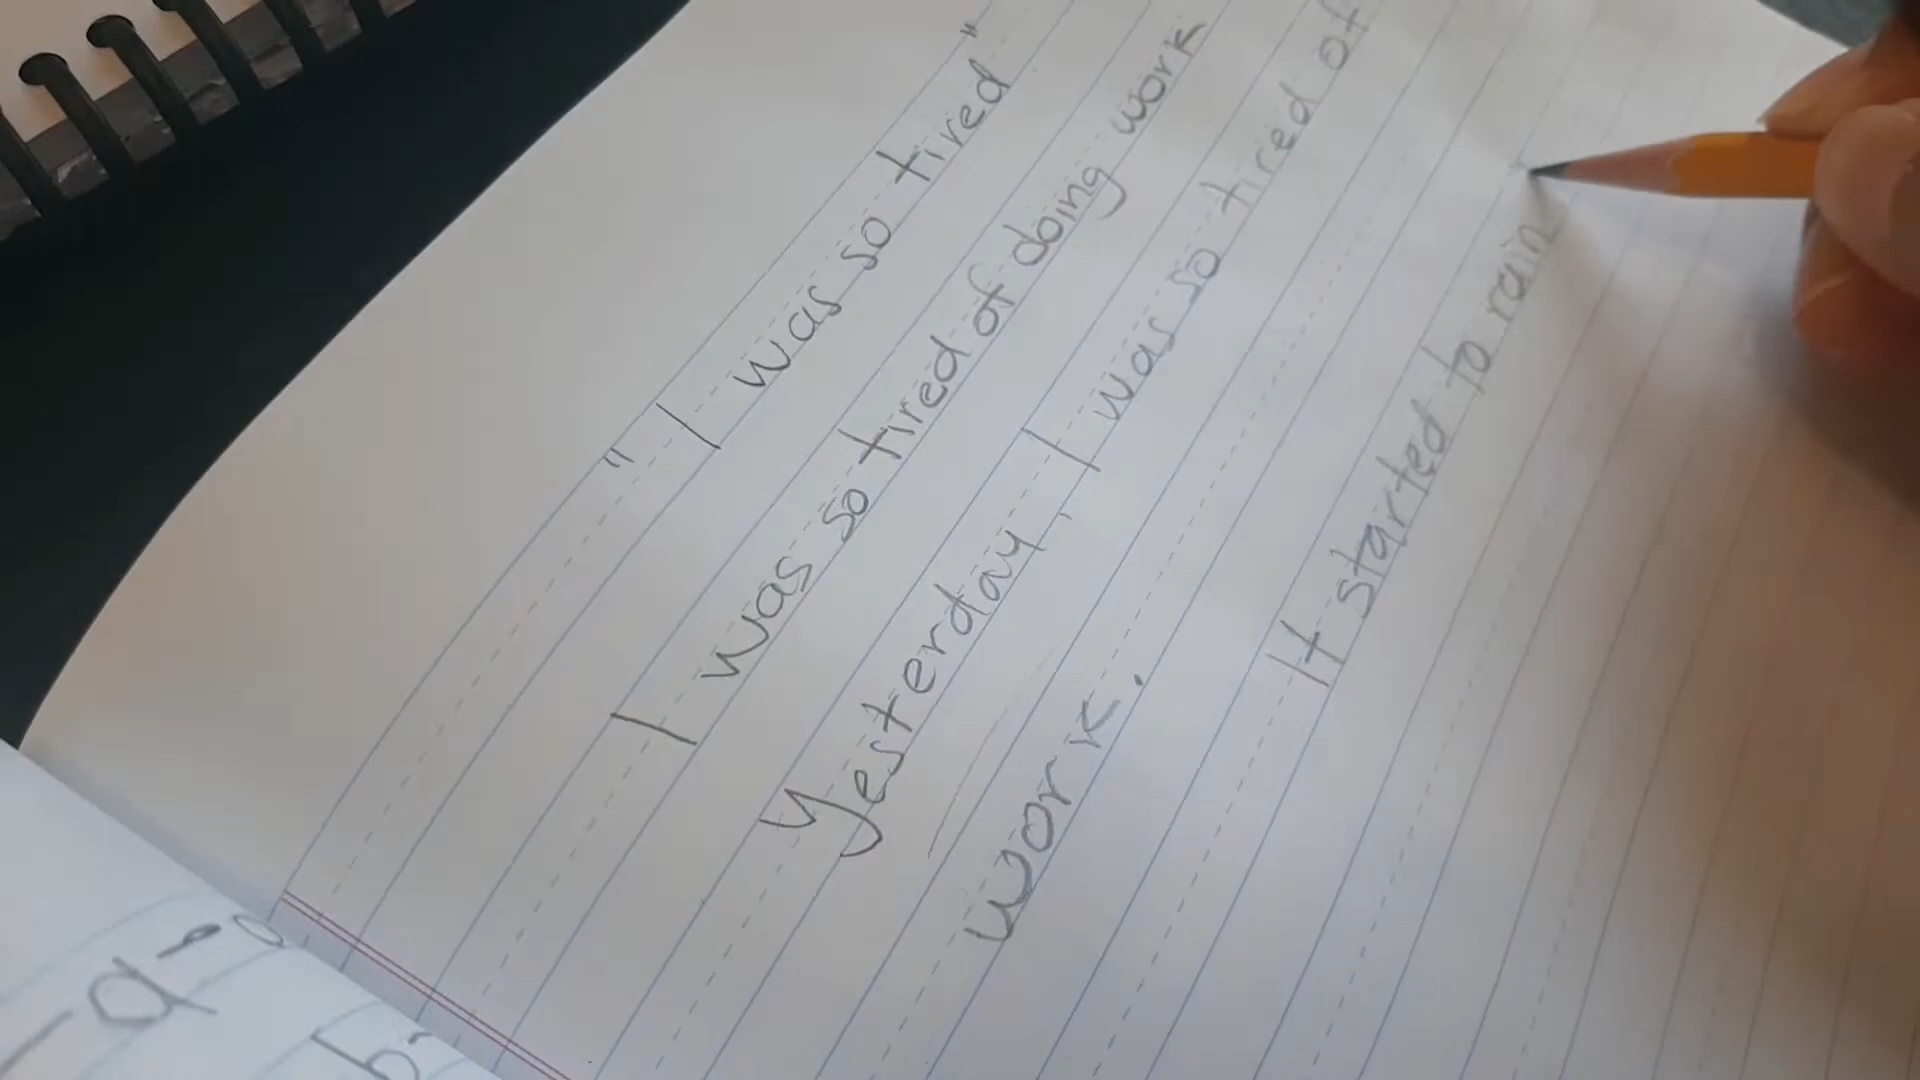 "I was so tired"
I was so tired of doing work
Yesterday, I was so tired of
work.
It started to rain